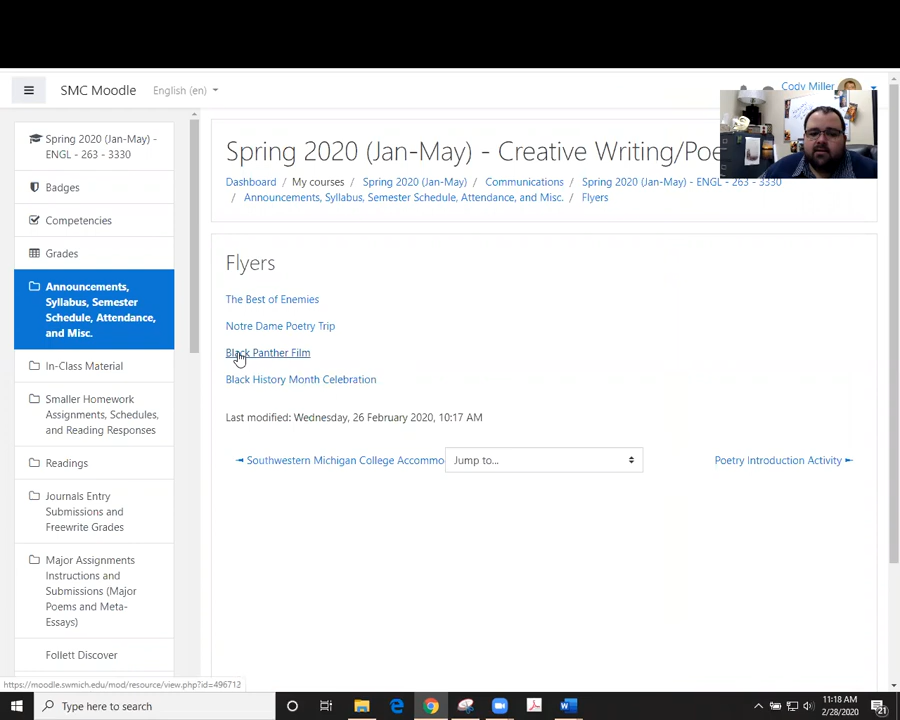 SMC Moodle
English (en)
Cody Miller
Spring 2020 (Jan-May) -
ENGL - 263 - 3330
Badges
Competencies
Grades
Announcements,
Syllabus, Semester
Schedule, Attendance,
and Misc.
In-Class Material
Smaller Homework
Assignments, Schedules,
and Reading Responses
Readings
Journals Entry
Submissions and
Freewrite Grades
Major Assignments
Instructions and
Submissions (Major
Poems and Meta-
Essays)
Follett Discover
Spring 2020 (Jan-May) - Creative Writing/Poe
Dashboard / My courses / Spring 2020 (Jan-May) / Communications / Spring 2020 (Jan-May) - ENGL - 263 - 3330
/ Announcements, Syllabus, Semester Schedule, Attendance, and Misc. / Flyers
Flyers
The Best of Enemies
Notre Dame Poetry Trip
Black Panther Film
Black History Month Celebration
Last modified: Wednesday, 26 February 2020, 10:17 AM
◄ Southwestern Michigan College Accommo
Jump to...
Poetry Introduction Activity ►
https://moodle.swmich.edu/mod/resource/view.php?id=496712
Type here to search
11:18 AM
2/28/2020
21